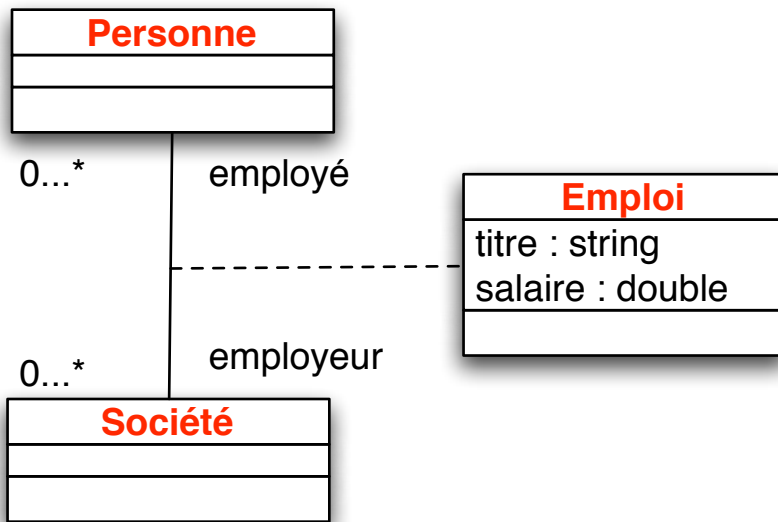 Personne
0...*
employé
Emploi
titre : string
salaire : double
employeur
0...*
Société